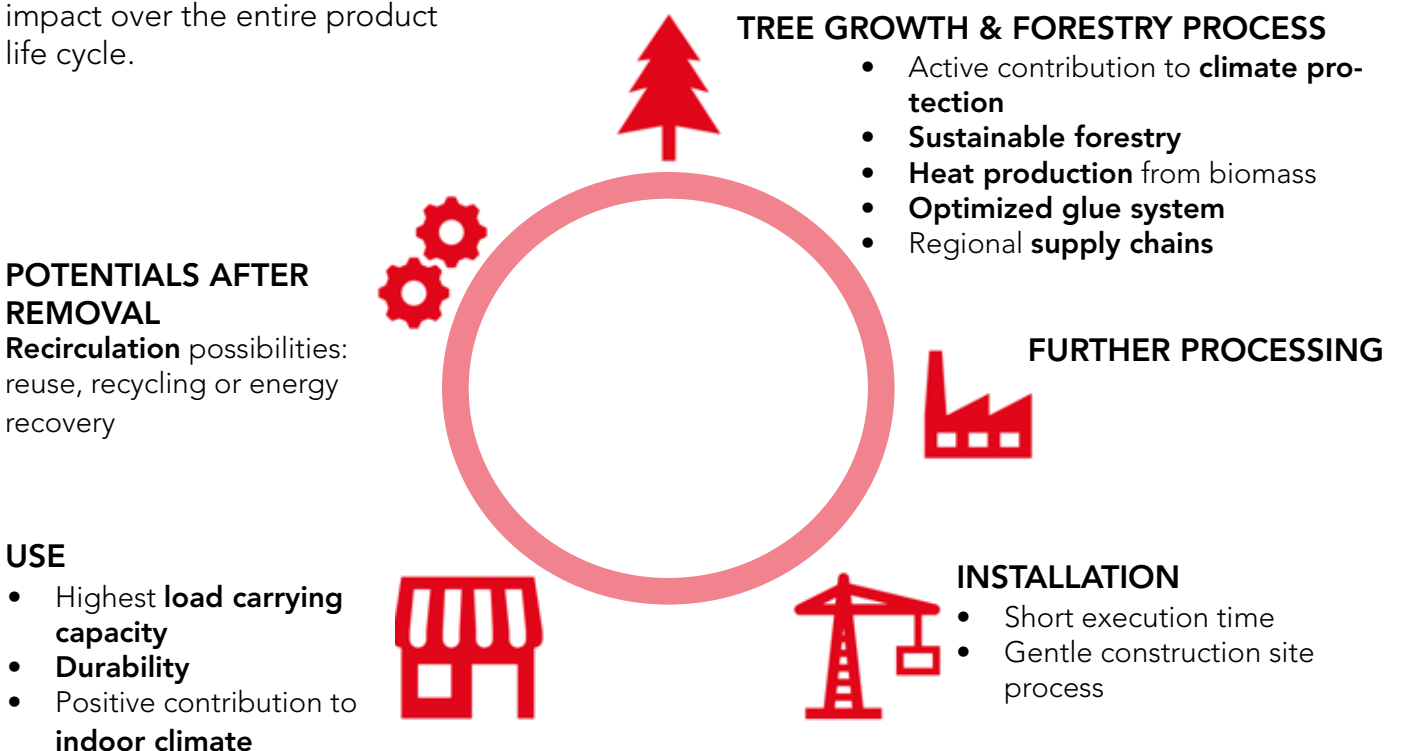 impact over the entire product
life cycle.
TREE GROWTH & FORESTRY PROCESS
• Active contribution to climate pro-
tection
• Sustainable forestry
• Heat production from biomass
• Optimized glue system
• Regional supply chains
FURTHER PROCESSING
INSTALLATION
• Short execution time
• Gentle construction site
process
USE
• Highest load carrying
capacity
• Durability
• Positive contribution to
indoor climate
POTENTIALS AFTER
REMOVAL
Recirculation possibilities:
reuse, recycling or energy
recovery